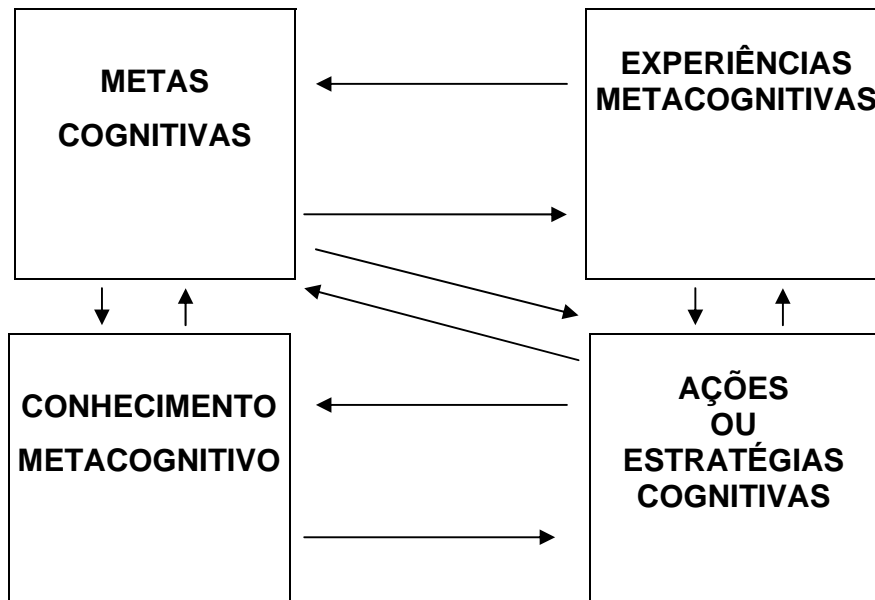 METAS
COGNITIVAS
EXPERIÊNCIAS
METACOGNITIVAS
CONHECIMENTO
METACOGNITIVO
AÇÕES
OU
ESTRATÉGIAS
COGNITIVAS